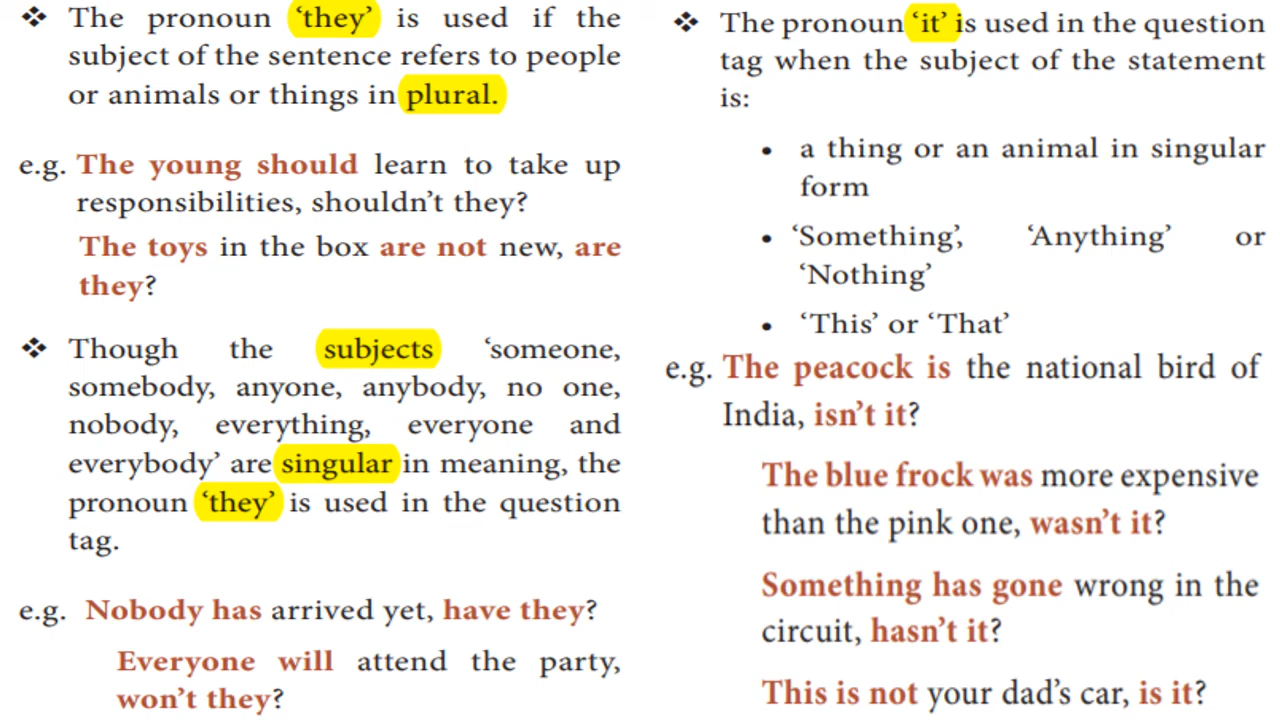 ❖ The pronoun ‘they’ is used if the
subject of the sentence refers to people
or animals or things in plural.
e.g. The young should learn to take up
responsibilities, shouldn’t they?
The toys in the box are not new, are
they?
❖ Though the subjects ‘someone,
somebody, anyone, anybody, no one,
nobody, everything, everyone and
everybody’ are singular in meaning, the
pronoun ‘they’ is used in the question
tag.
e.g. Nobody has arrived yet, have they?
Everyone will attend the party,
won’t they?
❖ The pronoun ‘it’ is used in the question
tag when the subject of the statement
is:
• a thing or an animal in singular
form
• ‘Something’, ‘Anything’ or
‘Nothing’
• ‘This’ or ‘That’
e.g. The peacock is the national bird of
India, isn’t it?
The blue frock was more expensive
than the pink one, wasn’t it?
Something has gone wrong in the
circuit, hasn’t it?
This is not your dad’s car, is it?